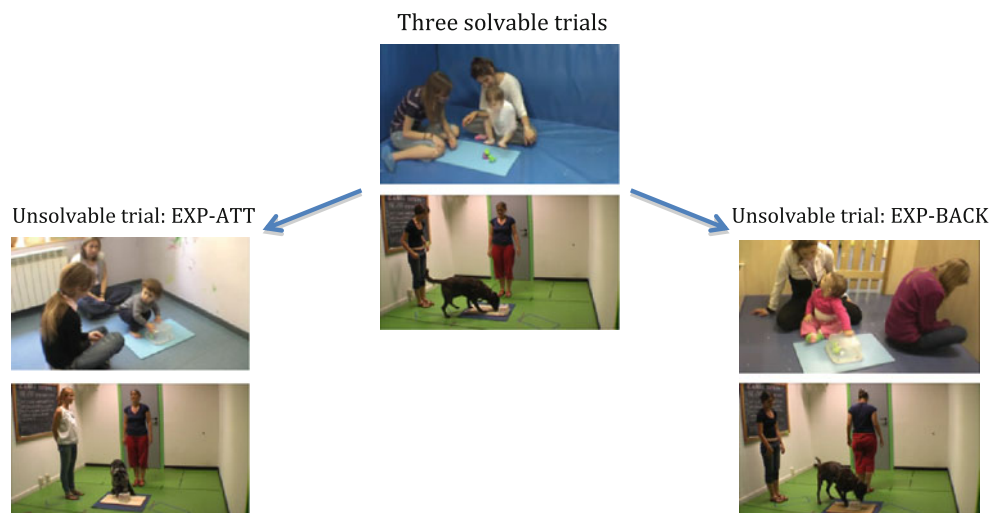 Three solvable trials
Unsolvable trial: EXP-ATT
Unsolvable trial: EXP-BACK